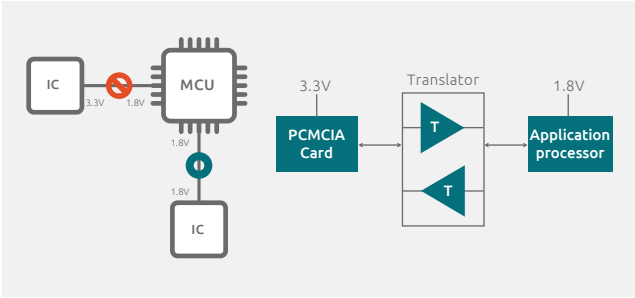 IC
3.3V
1.8V
MCU
1.8V
1.8V
IC
3.3V
PCMCIA
Card
Translator
T
T
1.8V
Application
processor